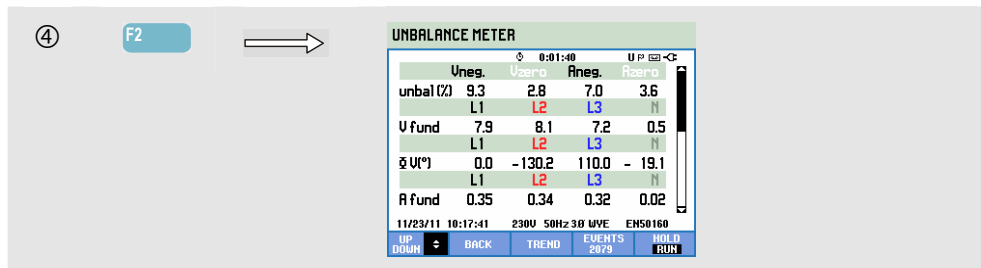 ④ F2
UNBALANCE METER
0:01:40 U
Vneg. Vzero Aneg. Azero
unbal(%) 9.3 2.8 7.0 3.6
L1 L2 L3 N
V fund 7.9 8.1 7.2 0.5
L1 L2 L3 N
Φ V(°) 0.0 -130.2 110.0 - 19.1
L1 L2 L3 N
A fund 0.35 0.34 0.32 0.02
11/23/11 10:17:41 230V 50Hz 3Ø WYE EN50160
UP DOWN BACK TREND EVENTS 2079 HOLD RUN